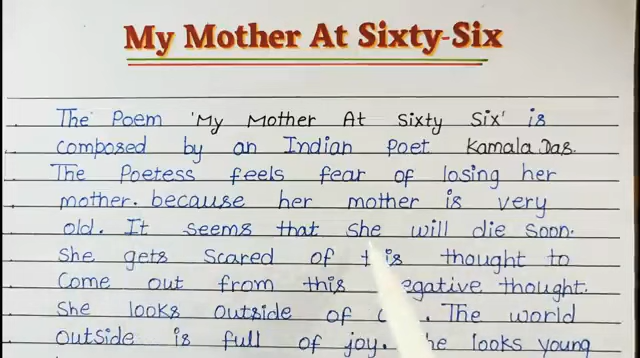 My Mother At Sixty-Six
The Poem 'My Mother At Sixty Six' is
composed by an Indian Poet Kamala Das.
The Poetess feels fear of losing her
mother. because her mother is very
old. It seems that she will die soon.
She gets scared of this thought to
Come out from this negative thought.
She looks outside of The world
outside is full of joy. She looks young